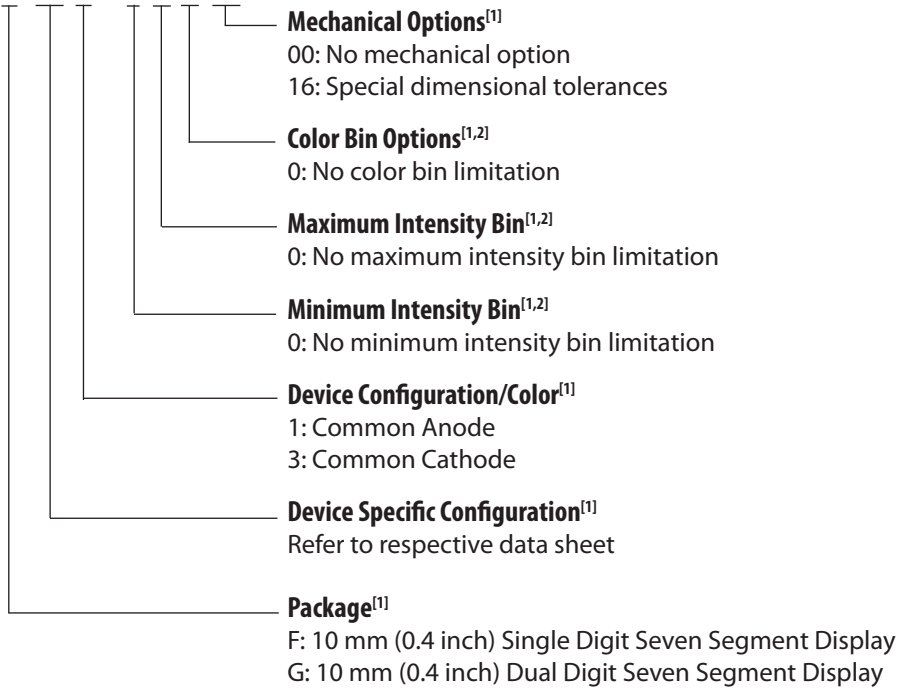 Mechanical Options[1]
00: No mechanical option
16: Special dimensional tolerances
Color Bin Options[1,2]
0: No color bin limitation
Maximum Intensity Bin[1,2]
0: No maximum intensity bin limitation
Minimum Intensity Bin[1,2]
0: No minimum intensity bin limitation
Device Configuration/Color[1]
1: Common Anode
3: Common Cathode
Device Specific Configuration[1]
Refer to respective data sheet
Package[1]
F: 10 mm (0.4 inch) Single Digit Seven Segment Display
G: 10 mm (0.4 inch) Dual Digit Seven Segment Display